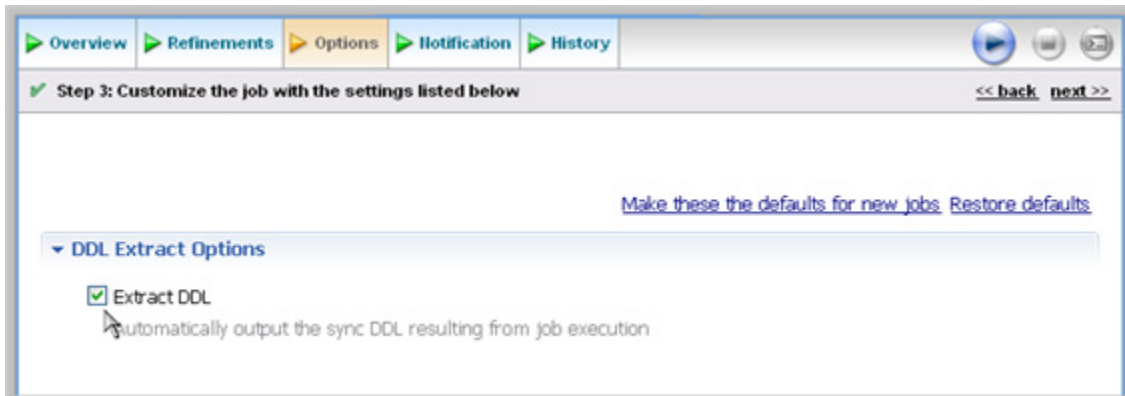 Overview Refinements Options Notification History
Step 3: Customize the job with the settings listed below << back next >>
Make these the defaults for new jobs Restore defaults
DDL Extract Options
Extract DDL
Automatically output the sync DDL resulting from job execution